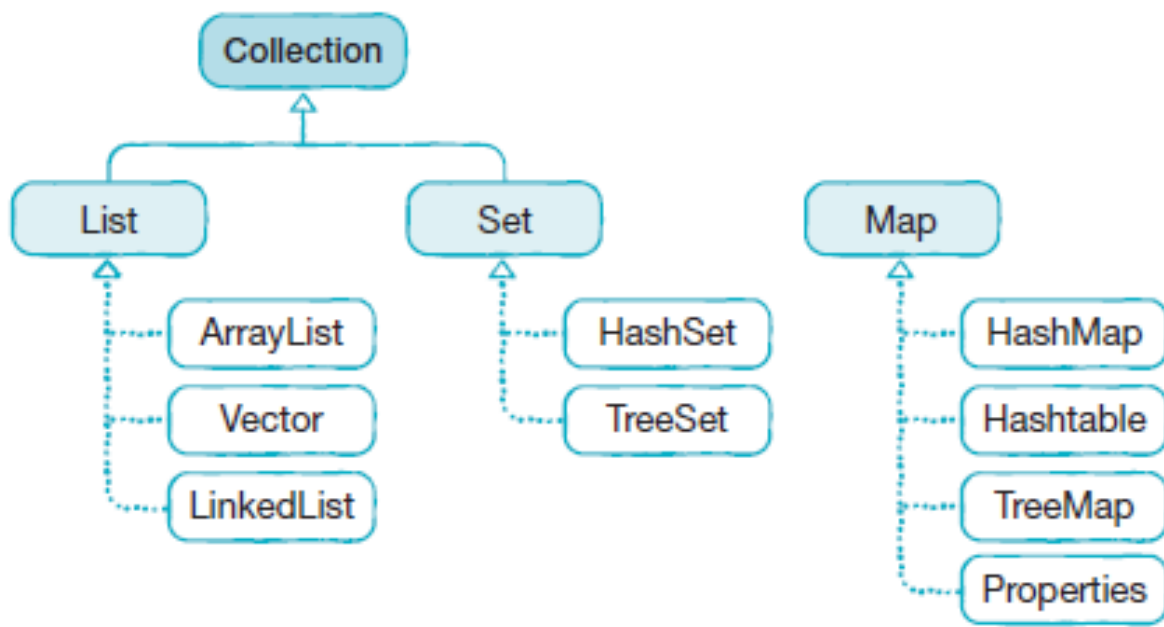 Collection
List
Set
Map
ArrayList
HashSet
HashMap
Vector
TreeSet
Hashtable
LinkedList
TreeMap
Properties